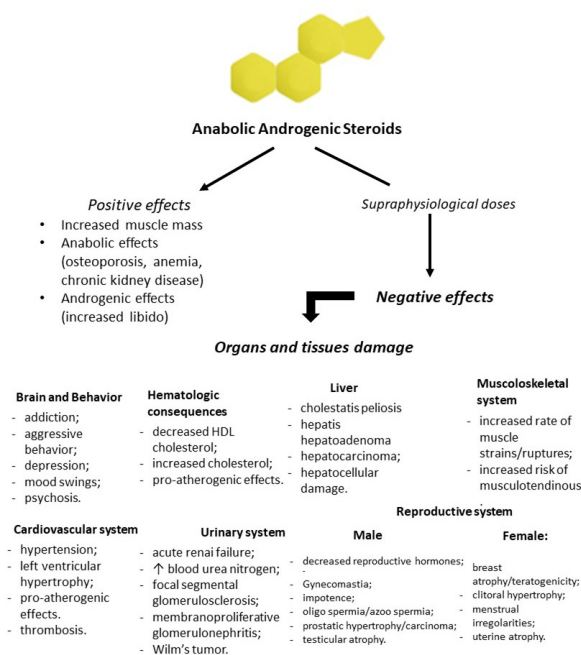 Anabolic Androgenic Steroids
Positive effects
• Increased muscle mass
• Anabolic effects
(osteoporosis, anemia,
chronic kidney disease)
• Androgenic effects
(increased libido)
Supraphysiological doses
Negative effects
Organs and tissues damage
Brain and Behavior
- addiction;
- aggressive
behavior;
- depression;
- mood swings;
- psychosis.
Hematologic
consequences
- decreased HDL
cholesterol;
- increased cholesterol;
- pro-atherogenic effects.
Liver
- cholestatis peliosis
- hepatis
hepatoadenoma
- hepatocarcinoma;
- hepatocellular
damage.
Muscoloskeletal
system
- increased rate of
muscle
strains/ruptures;
- increased risk of
musculotendinous
.
Cardiovascular system
- hypertension;
- left ventricular
hypertrophy;
- pro-atherogenic
effects.
- thrombosis.
Urinary system
- acute renai failure;
- ↑ blood urea nitrogen;
- focal segmental
glomerulosclerosis;
- membranoproliferative
glomerulonephritis;
- Wilm's tumor.
Reproductive system
Male
- decreased reproductive hormones;
-
- Gynecomastia;
- impotence;
- oligo spermia/azoo spermia;
- prostatic hypertrophy/carcinoma;
- testicular atrophy.
Female:
breast
- atrophy/teratogenicity;
- clitoral hypertrophy;
- menstrual
irregularities;
- uterine atrophy.